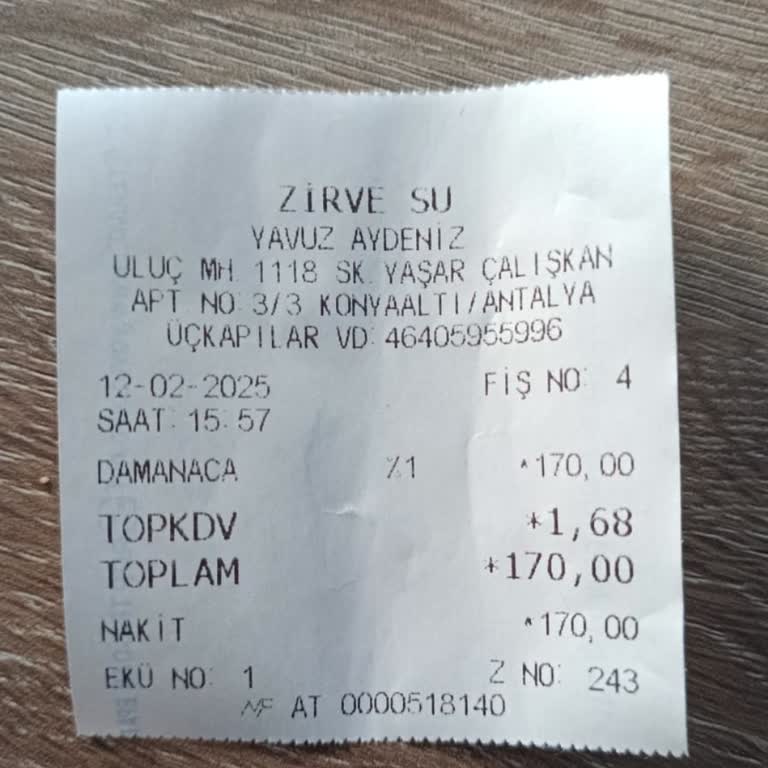 ZİRVE SU
YAVUZ AYDENİZ
ULUÇ MH. 1118 SK. YAŞAR ÇALIŞKAN
APT. NO: 3/3 KONYAALTI/ANTALYA
ÜÇKAPILAR VD: 46405955996
12-02-2025 FİŞ NO: 4
SAAT: 15:57
DAMANACA %1 *170,00
TOPKDV *1,68
TOPLAM *170,00
NAKİT *170,00
EKÜ NO: 1 Z NO: 243
MF AT 0000518140